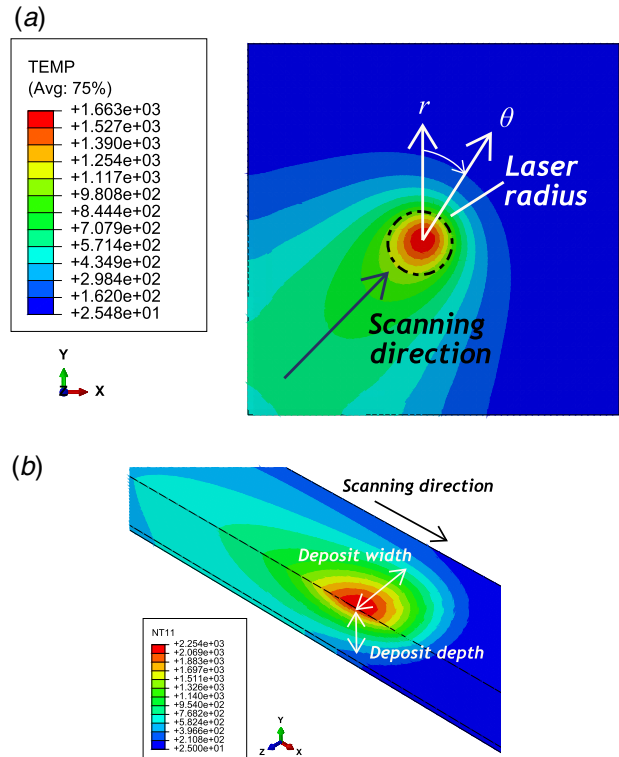 (a)
TEMP
(Avg: 75%)
+1.663e+03
+1.527e+03
+1.390e+03
+1.254e+03
+1.117e+03
+9.808e+02
+8.444e+02
+7.079e+02
+5.714e+02
+4.349e+02
+2.984e+02
+1.620e+02
+2.548e+01
r
θ
Laser
radius
Scanning
direction
Y
Z
X
(b)
Scanning direction
Deposit width
Deposit depth
NT11
+2.254e+03
+2.069e+03
+1.883e+03
+1.697e+03
+1.511e+03
+1.326e+03
+1.140e+03
+9.540e+02
+7.682e+02
+5.824e+02
+3.966e+02
+2.108e+02
+2.500e+01
Y
Z
X